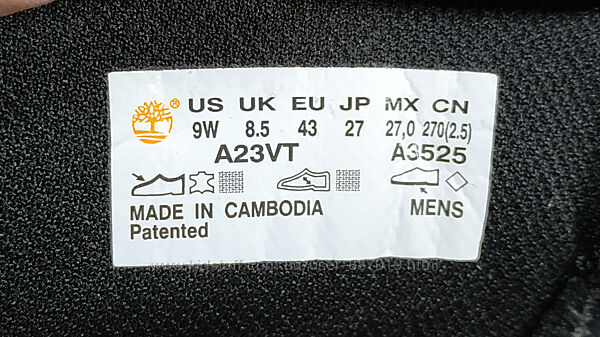 US UK EU JP MX CN
9W 8.5 43 27 27,0 270(2.5)
A23VT A3525
MADE IN CAMBODIA MENS
Patented